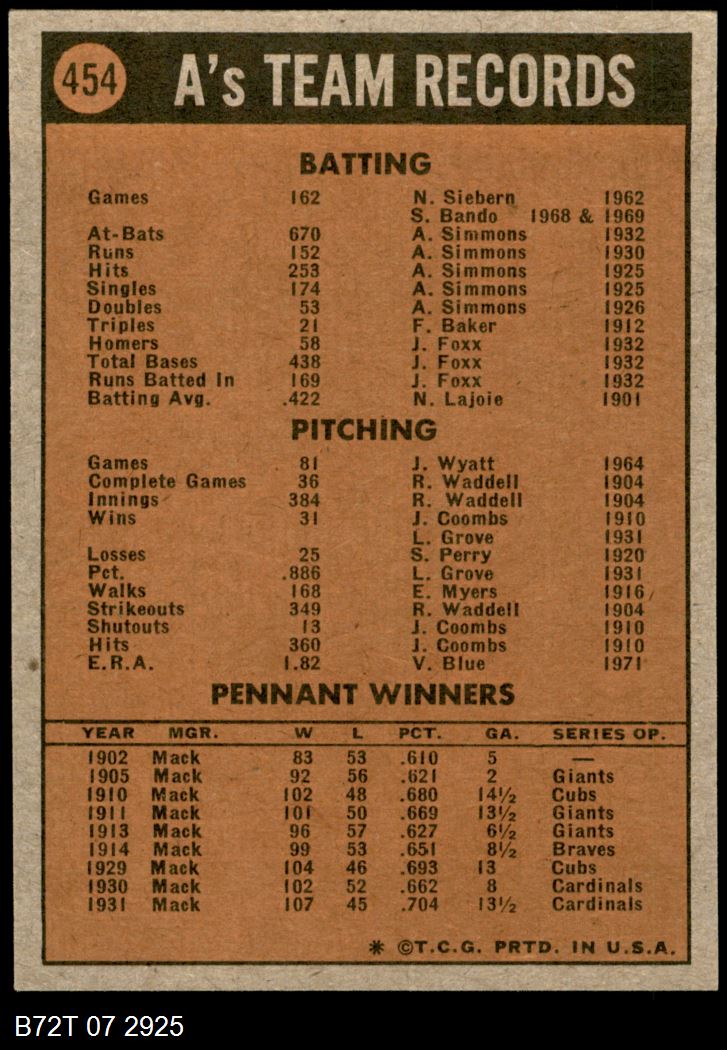 454 A's TEAM RECORDS
BATTING
Games 162 N. Siebern 1962
S. Bando 1968 & 1969
At-Bats 670 A. Simmons 1932
Runs 152 A. Simmons 1930
Hits 253 A. Simmons 1925
Singles 174 A. Simmons 1925
Doubles 53 A. Simmons 1926
Triples 21 F. Baker 1912
Homers 58 J. Foxx 1932
Total Bases 438 J. Foxx 1932
Runs Batted In 169 J. Foxx 1932
Batting Avg. .422 N. Lajoie 1901
PITCHING
Games 81 J. Wyatt 1964
Complete Games 36 R. Waddell 1904
Innings 384 R. Waddell 1904
Wins 31 J. Coombs 1910
L. Grove 1931
Losses 25 S. Perry 1920
Pct. .886 L. Grove 1931
Walks 168 E. Myers 1916
Strikeouts 349 R. Waddell 1904
Shutouts 13 J. Coombs 1910
Hits 360 J. Coombs 1910
E.R.A. 1.82 V. Blue 1971
PENNANT WINNERS
YEAR MGR. W L PCT. GA. SERIES OP.
1902 Mack 83 53 .610 5 —
1905 Mack 92 56 .621 2 Giants
1910 Mack 102 48 .680 14½ Cubs
1911 Mack 101 50 .669 13½ Giants
1913 Mack 96 57 .627 6½ Giants
1914 Mack 99 53 .651 8½ Braves
1929 Mack 104 46 .693 13 Cubs
1930 Mack 102 52 .662 8 Cardinals
1931 Mack 107 45 .704 13½ Cardinals
* ©T.C.G. PRTD. IN U.S.A.
B72T 07 2925